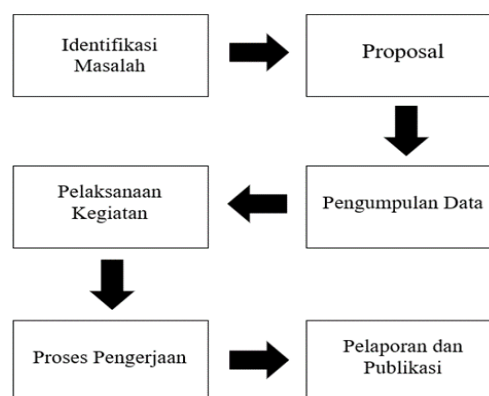 Identifikasi
Masalah
Proposal
Pengumpulan Data
Pelaksanaan
Kegiatan
Proses Pengerjaan
Pelaporan dan
Publikasi